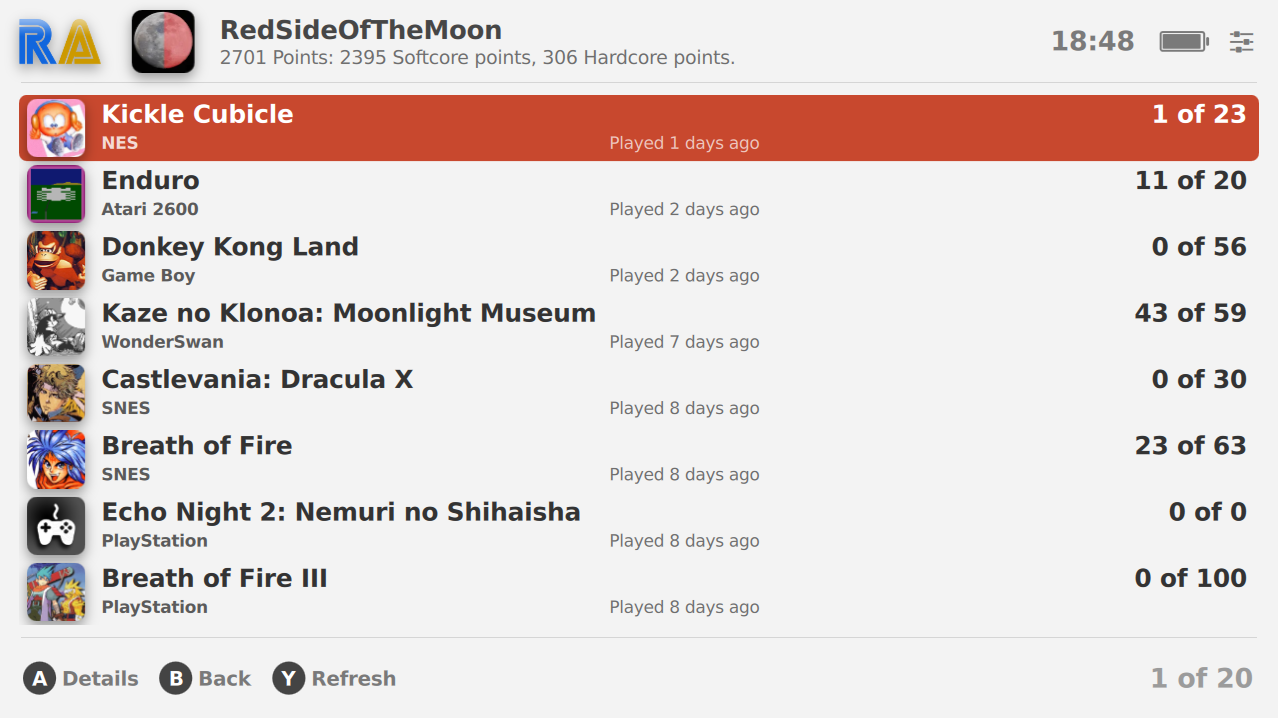 RA
RedSideOfTheMoon
2701 Points: 2395 Softcore points, 306 Hardcore points.
18:48
Kickle Cubicle
1 of 23
NES
Played 1 days ago
Enduro
11 of 20
Atari 2600
Played 2 days ago
Donkey Kong Land
0 of 56
Game Boy
Played 2 days ago
Kaze no Klonoa: Moonlight Museum
43 of 59
WonderSwan
Played 7 days ago
Castlevania: Dracula X
0 of 30
SNES
Played 8 days ago
Breath of Fire
23 of 63
SNES
Played 8 days ago
Echo Night 2: Nemuri no Shihaisha
0 of 0
PlayStation
Played 8 days ago
Breath of Fire III
0 of 100
PlayStation
Played 8 days ago
A Details B Back Y Refresh
1 of 20